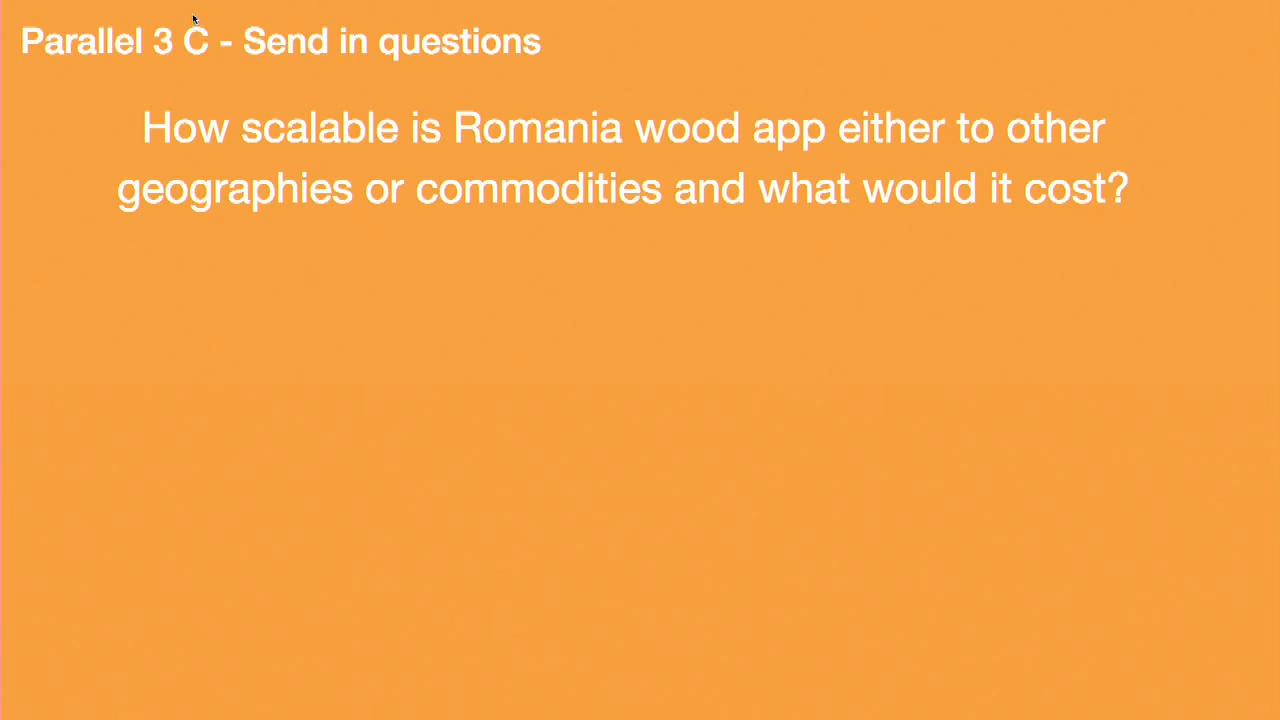 Parallel 3 C - Send in questions
How scalable is Romania wood app either to other
geographies or commodities and what would it cost?